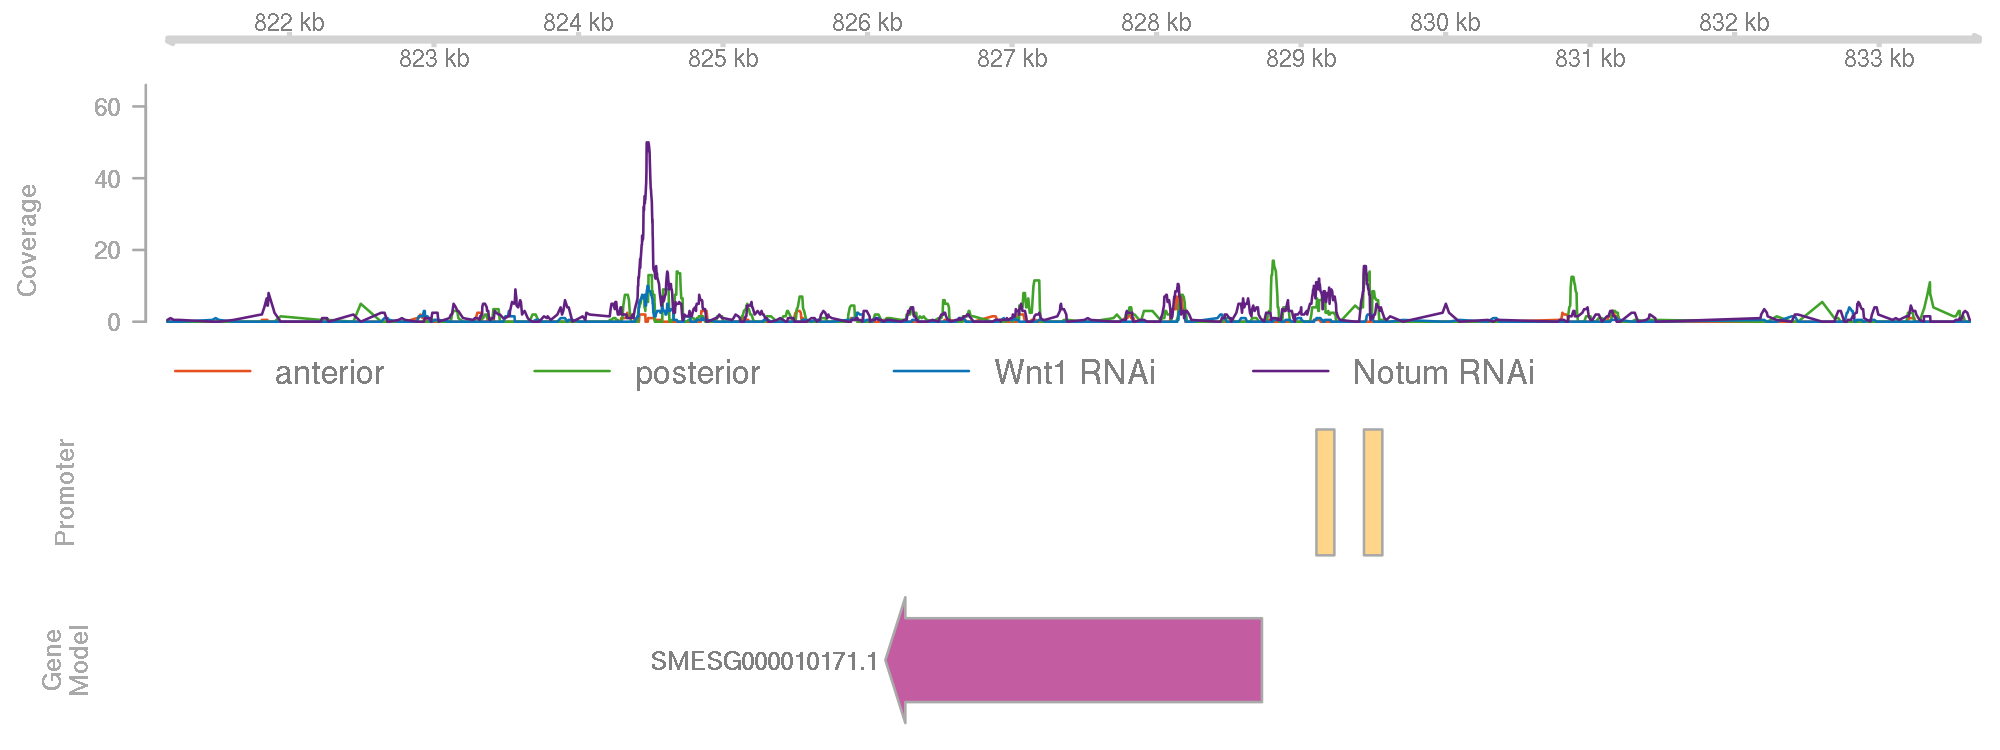 822 kb 824 kb 826 kb 828 kb 830 kb 832 kb
823 kb 825 kb 827 kb 829 kb 831 kb 833 kb
60
40
20
0
Coverage
anterior posterior Wnt1 RNAi Notum RNAi
Promoter
Gene
Model
SMESG000010171.1